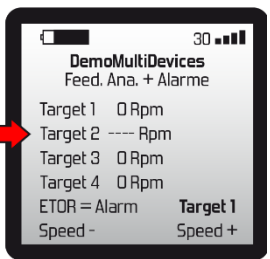 30
DemoMultiDevices
Feed. Ana. + Alarme
Target 1 0 Rpm
Target 2 ---- Rpm
Target 3 0 Rpm
Target 4 0 Rpm
ETOR = Alarm Target 1
Speed - Speed +